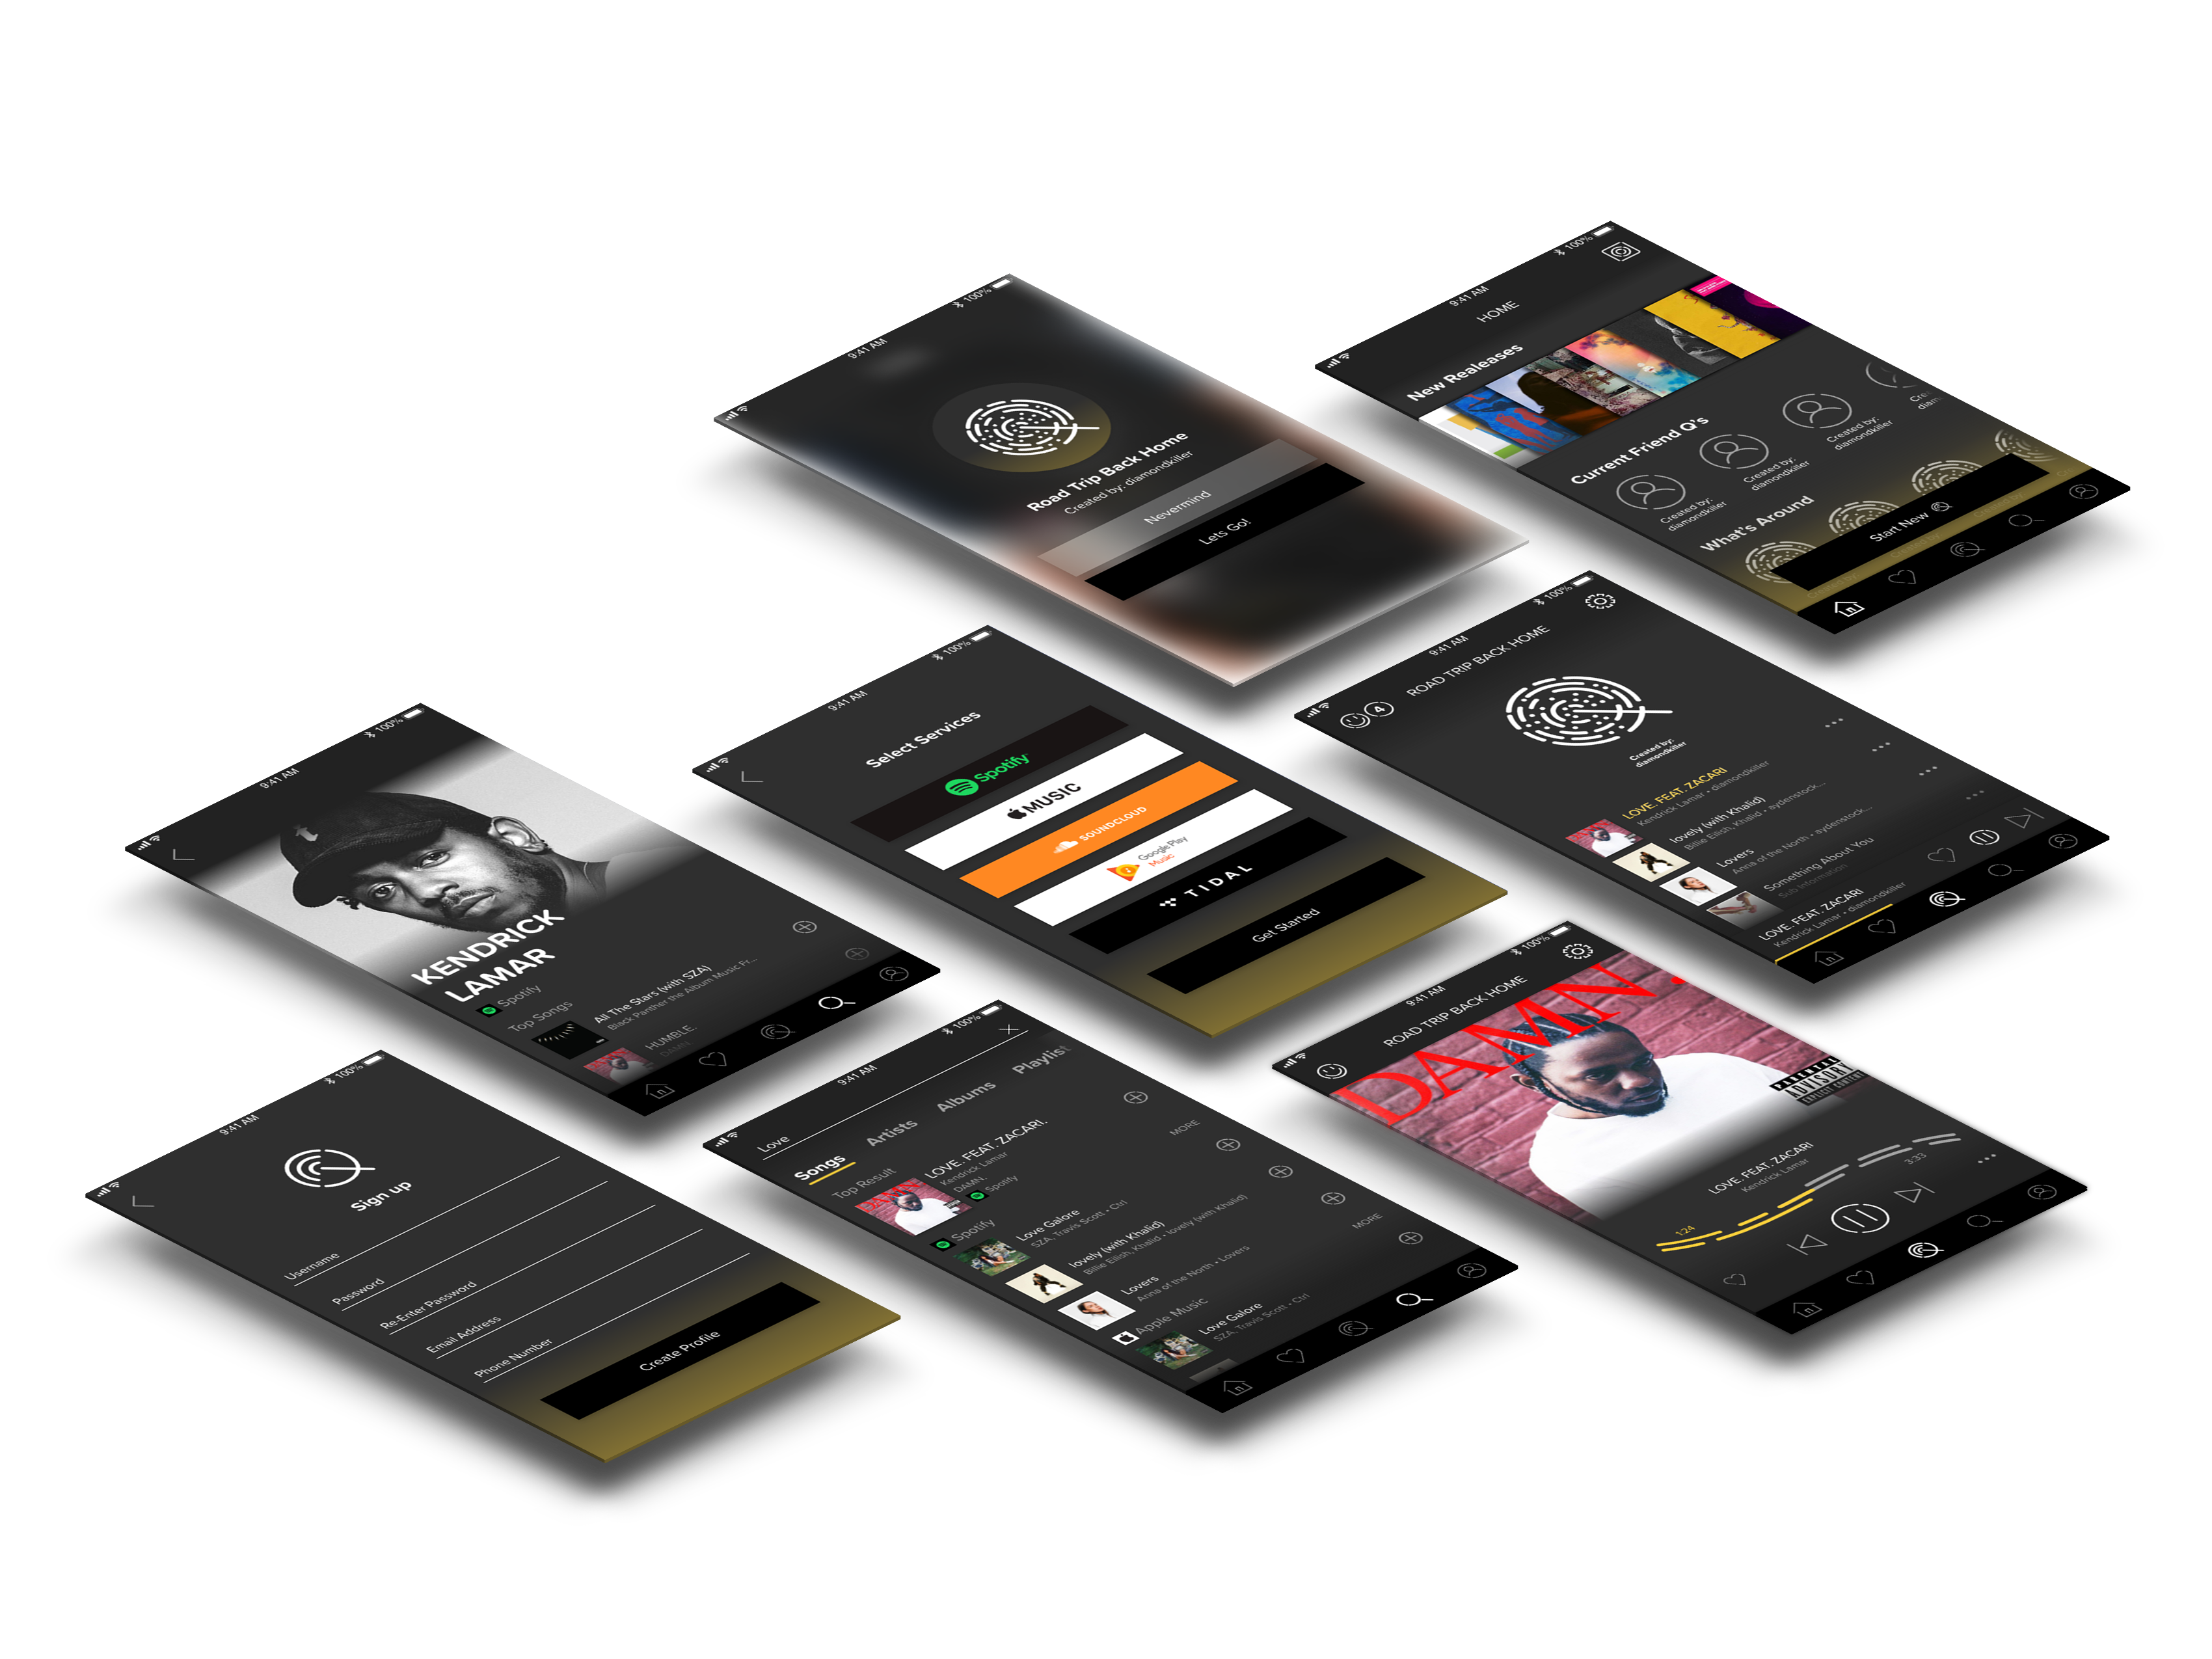 100%
9:41 AM
Road Trip Back Home
Created by: diamondkiller
Nevermind
Lets Go!
100%
9:41 AM
HOME
New Realeases
Current Friend Q's
Created by:
diamondkiller
Created by:
diamondkiller
Created by:
diamondkiller
What's Around
Start New
100%
9:41 AM
KENDRICK
LAMAR
Spotify
Top Songs
All The Stars (with SZA)
Black Panther the Album Music Fr...
HUMBLE.
DAMN.
100%
9:41 AM
Select Services
Spotify
MUSIC
SOUNDCLOUD
Google Play
Music
TIDAL
Get Started
100%
9:41 AM
ROAD TRIP BACK HOME
4
Created by:
diamondkiller
LOVE. FEAT. ZACARI
Kendrick Lamar • diamondkiller
lovely (with Khalid)
Billie Eilish, Khalid • aydenstock...
Lovers
Anna of the North • aydenstock...
Something About You
Sub Information
LOVE. FEAT. ZACARI
Kendrick Lamar • diamondkiller
100%
9:41 AM
Sign up
Username
Password
Re-Enter Password
Email Address
Phone Number
Create Profile
100%
9:41 AM
Love
Songs
Artists
Albums
Playlist
Top Result
LOVE. FEAT. ZACARI.
Kendrick Lamar
DAMN.
Spotify
MORE
Spotify
Love Galore
SZA, Travis Scott • Ctrl
lovely (with Khalid)
Billie Eilish, Khalid • lovely (with Khalid)
Lovers
Anna of the North • Lovers
Apple Music
MORE
Love Galore
SZA, Travis Scott • Ctrl
100%
9:41 AM
ROAD TRIP BACK HOME
DAMN.
PARENTAL
ADVISORY
EXPLICIT CONTENT
LOVE. FEAT. ZACARI
Kendrick Lamar
1:24
3:33